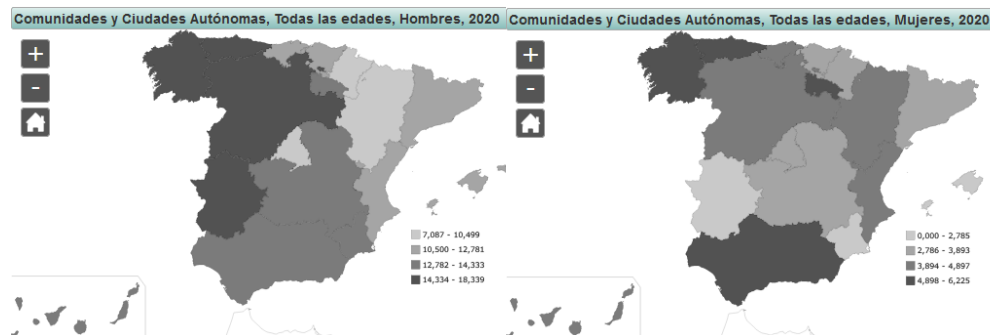 Comunidades y Ciudades Autónomas, Todas las edades, Hombres, 2020
+
-
7,087 - 10,499
10,500 - 12,781
12,782 - 14,333
14,334 - 18,339
Comunidades y Ciudades Autónomas, Todas las edades, Mujeres, 2020
+
-
0,000 - 2,785
2,786 - 3,893
3,894 - 4,897
4,898 - 6,225